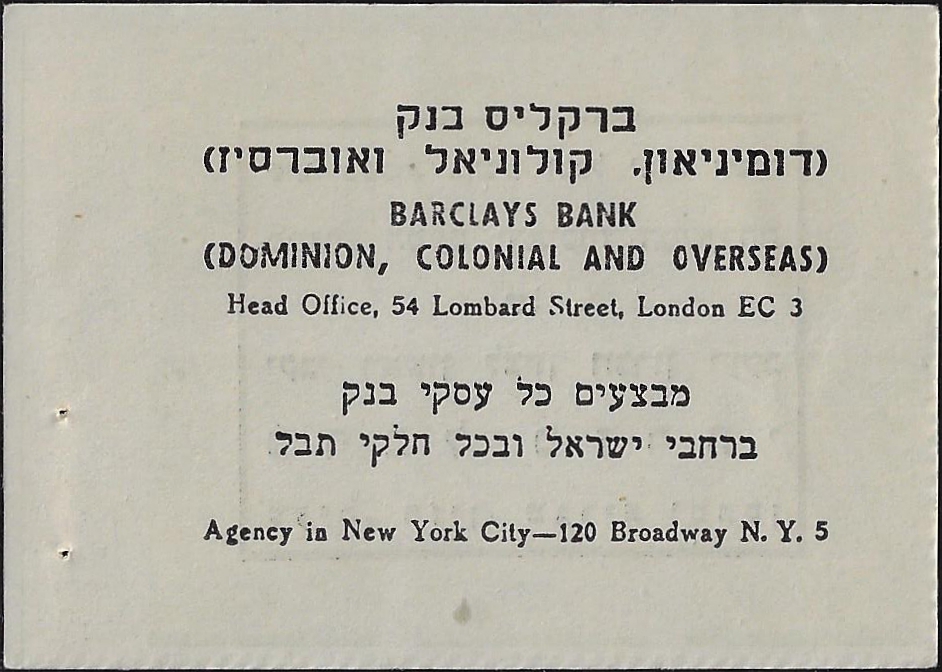 ברקליס בנק
(דומיניאון, קולוניאל ואוברסיז)
BARCLAYS BANK
(DOMINION, COLONIAL AND OVERSEAS)
Head Office, 54 Lombard Street, London EC 3
מבצעים כל עסקי בנק
ברחבי ישראל ובכל חלקי תבל
Agency in New York City—120 Broadway N. Y. 5